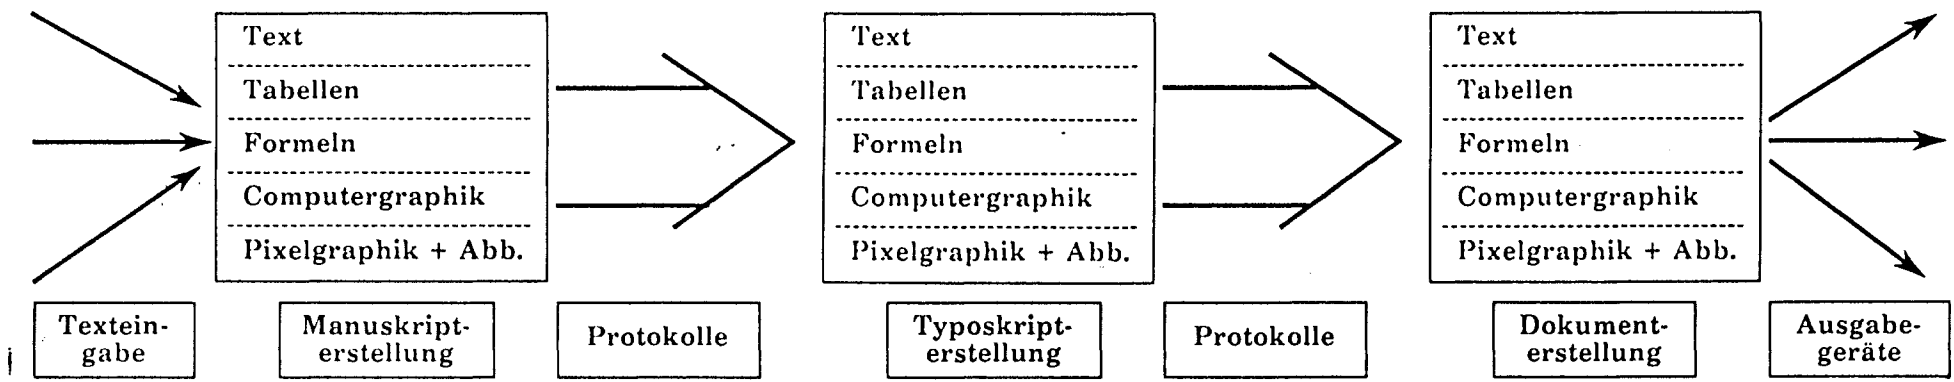 Text
Tabellen
Formeln
Computergraphik
Pixelgraphik + Abb.
Text
Tabellen
Formeln
Computergraphik
Pixelgraphik + Abb.
Text
Tabellen
Formeln
Computergraphik
Pixelgraphik + Abb.
Textein-
gabe
Manuskript-
erstellung
Protokolle
Typoskript-
erstellung
Protokolle
Dokument-
erstellung
Ausgabe-
geräte